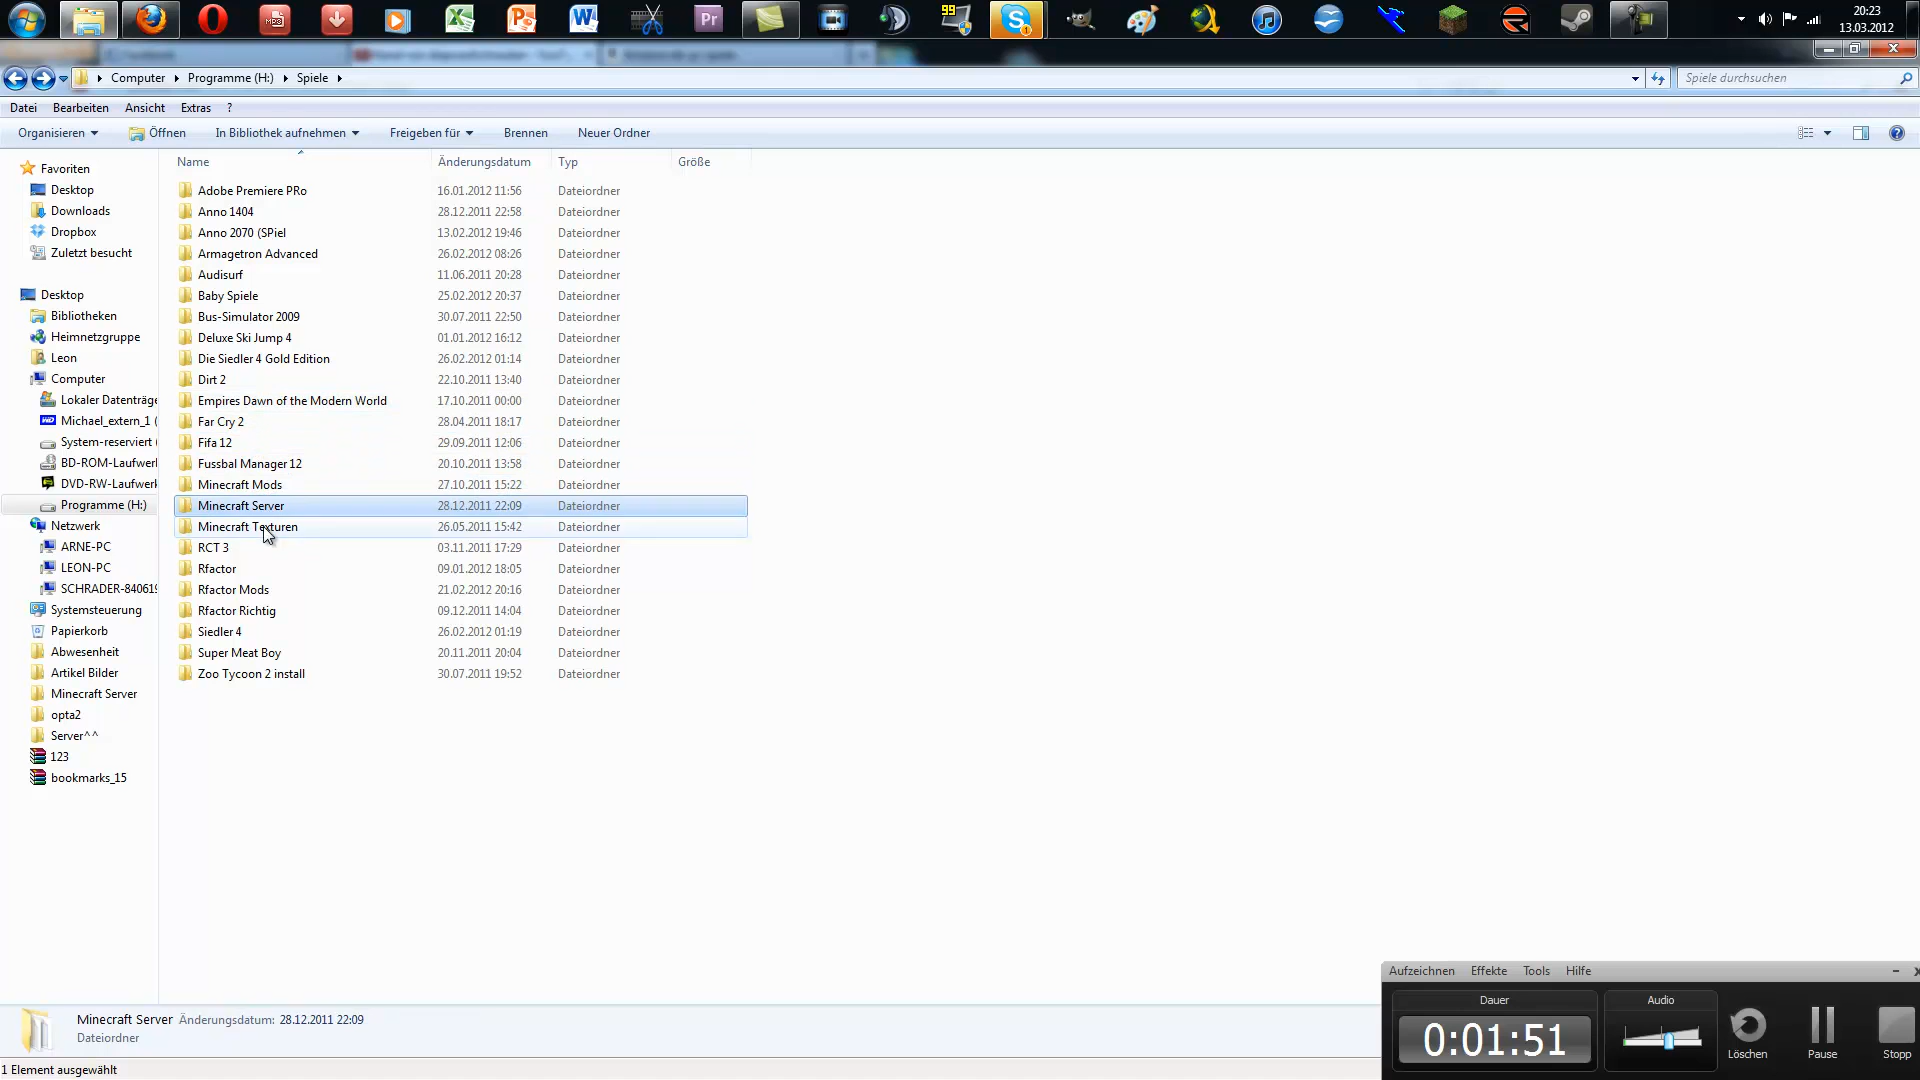 99
20:23
13.03.2012
Computer Programme (H:) Spiele
Spiele durchsuchen
Datei Bearbeiten Ansicht Extras ?
Organisieren Öffnen In Bibliothek aufnehmen Freigeben für Brennen Neuer Ordner
Name Änderungsdatum Typ Größe
Favoriten
Desktop
Downloads
Dropbox
Zuletzt besucht
Desktop
Bibliotheken
Heimnetzgruppe
Leon
Computer
Lokaler Datenträge
Michael_extern_1 (
System-reserviert (
BD-ROM-Laufwerk
DVD-RW-Laufwerk
Programme (H:)
Netzwerk
ARNE-PC
LEON-PC
SCHRADER-840619
Systemsteuerung
Papierkorb
Abwesenheit
Artikel Bilder
Minecraft Server
opta2
Server^^
123
bookmarks_15
Adobe Premiere PRo 16.01.2012 11:56 Dateiordner
Anno 1404 28.12.2011 22:58 Dateiordner
Anno 2070 (SPiel 13.02.2012 19:46 Dateiordner
Armagetron Advanced 26.02.2012 08:26 Dateiordner
Audisurf 11.06.2011 20:28 Dateiordner
Baby Spiele 25.02.2012 20:37 Dateiordner
Bus-Simulator 2009 30.07.2011 22:50 Dateiordner
Deluxe Ski Jump 4 01.01.2012 16:12 Dateiordner
Die Siedler 4 Gold Edition 26.02.2012 01:14 Dateiordner
Dirt 2 22.10.2011 13:40 Dateiordner
Empires Dawn of the Modern World 17.10.2011 00:00 Dateiordner
Far Cry 2 28.04.2011 18:17 Dateiordner
Fifa 12 29.09.2011 12:06 Dateiordner
Fussbal Manager 12 20.10.2011 13:58 Dateiordner
Minecraft Mods 27.10.2011 15:22 Dateiordner
Minecraft Server 28.12.2011 22:09 Dateiordner
Minecraft Texturen 26.05.2011 15:42 Dateiordner
RCT 3 03.11.2011 17:29 Dateiordner
Rfactor 09.01.2012 18:05 Dateiordner
Rfactor Mods 21.02.2012 20:16 Dateiordner
Rfactor Richtig 09.12.2011 14:04 Dateiordner
Siedler 4 26.02.2012 01:19 Dateiordner
Super Meat Boy 20.11.2011 20:04 Dateiordner
Zoo Tycoon 2 install 30.07.2011 19:52 Dateiordner
Minecraft Server Änderungsdatum: 28.12.2011 22:09
Dateiordner
1 Element ausgewählt
Aufzeichnen Effekte Tools Hilfe
Dauer Audio
0:01:51
Löschen Pause Stopp